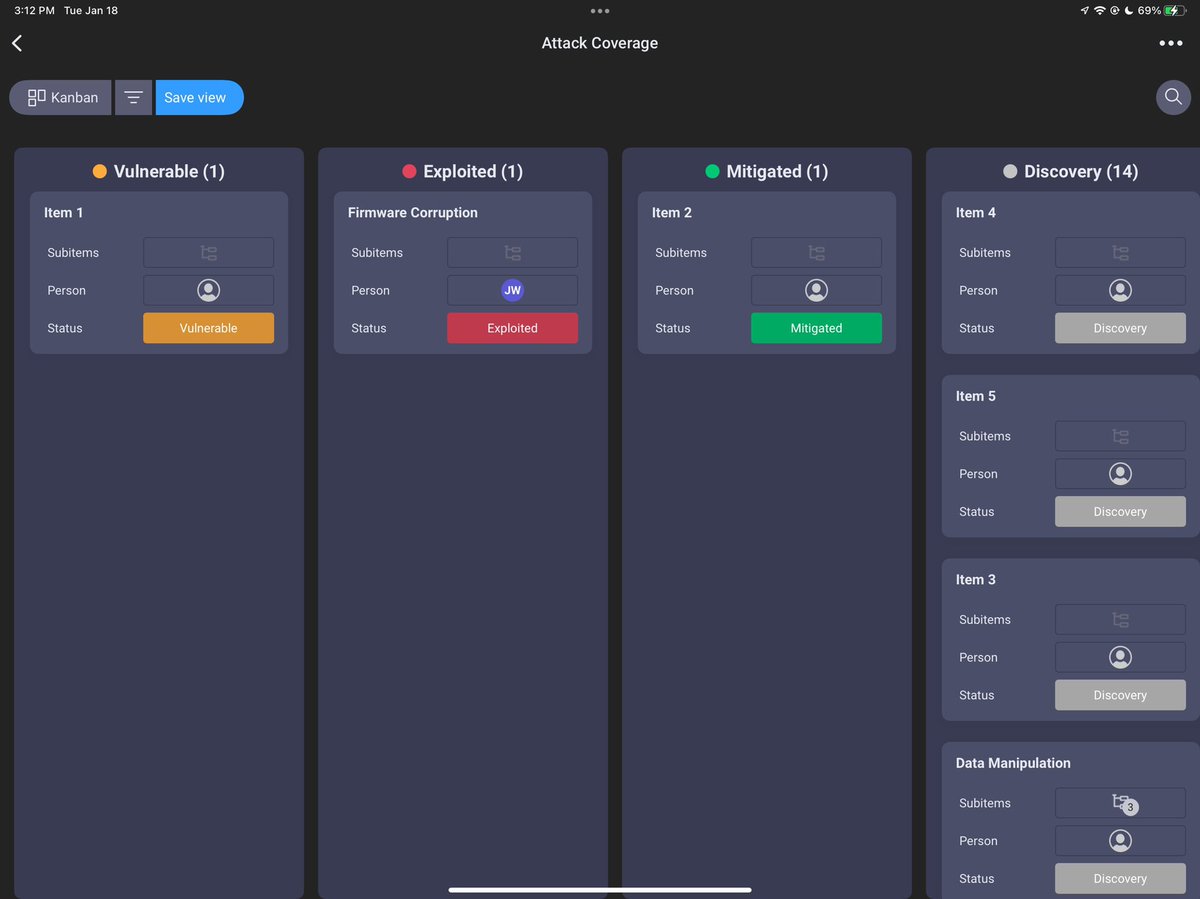 3:12 PM Tue Jan 18
69%
Attack Coverage
Kanban
Save view
Vulnerable (1)
Item 1
Subitems
Person
Status Vulnerable
Exploited (1)
Firmware Corruption
Subitems
Person JW
Status Exploited
Mitigated (1)
Item 2
Subitems
Person
Status Mitigated
Discovery (14)
Item 4
Subitems
Person
Status Discovery
Item 5
Subitems
Person
Status Discovery
Item 3
Subitems
Person
Status Discovery
Data Manipulation
Subitems 3
Person
Status Discovery